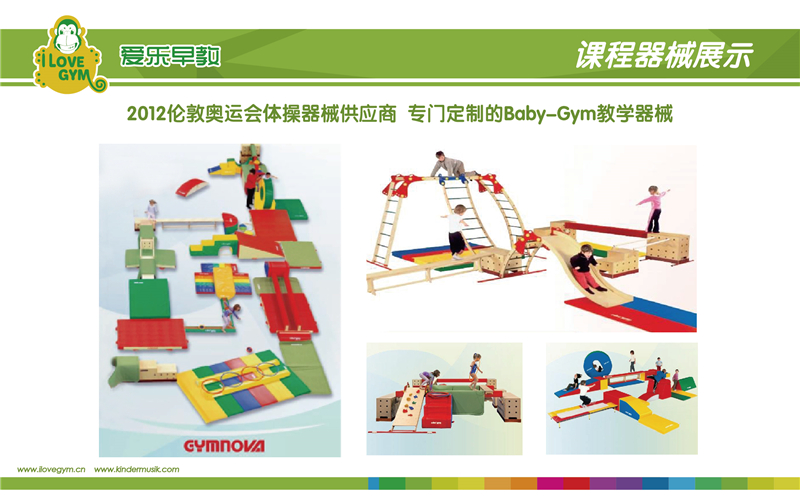 I LOVE
GYM
爱乐早教
课程器械展示
2012伦敦奥运会体操器械供应商 专门定制的Baby-Gym教学器械
GYMNOVA
www.ilovegym.cn www.kindermusik.com